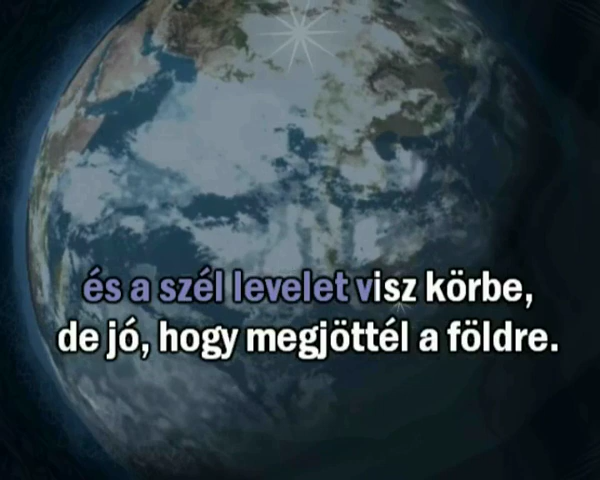 és a szél levelet visz körbe,
de jó, hogy megjöttél a földre.